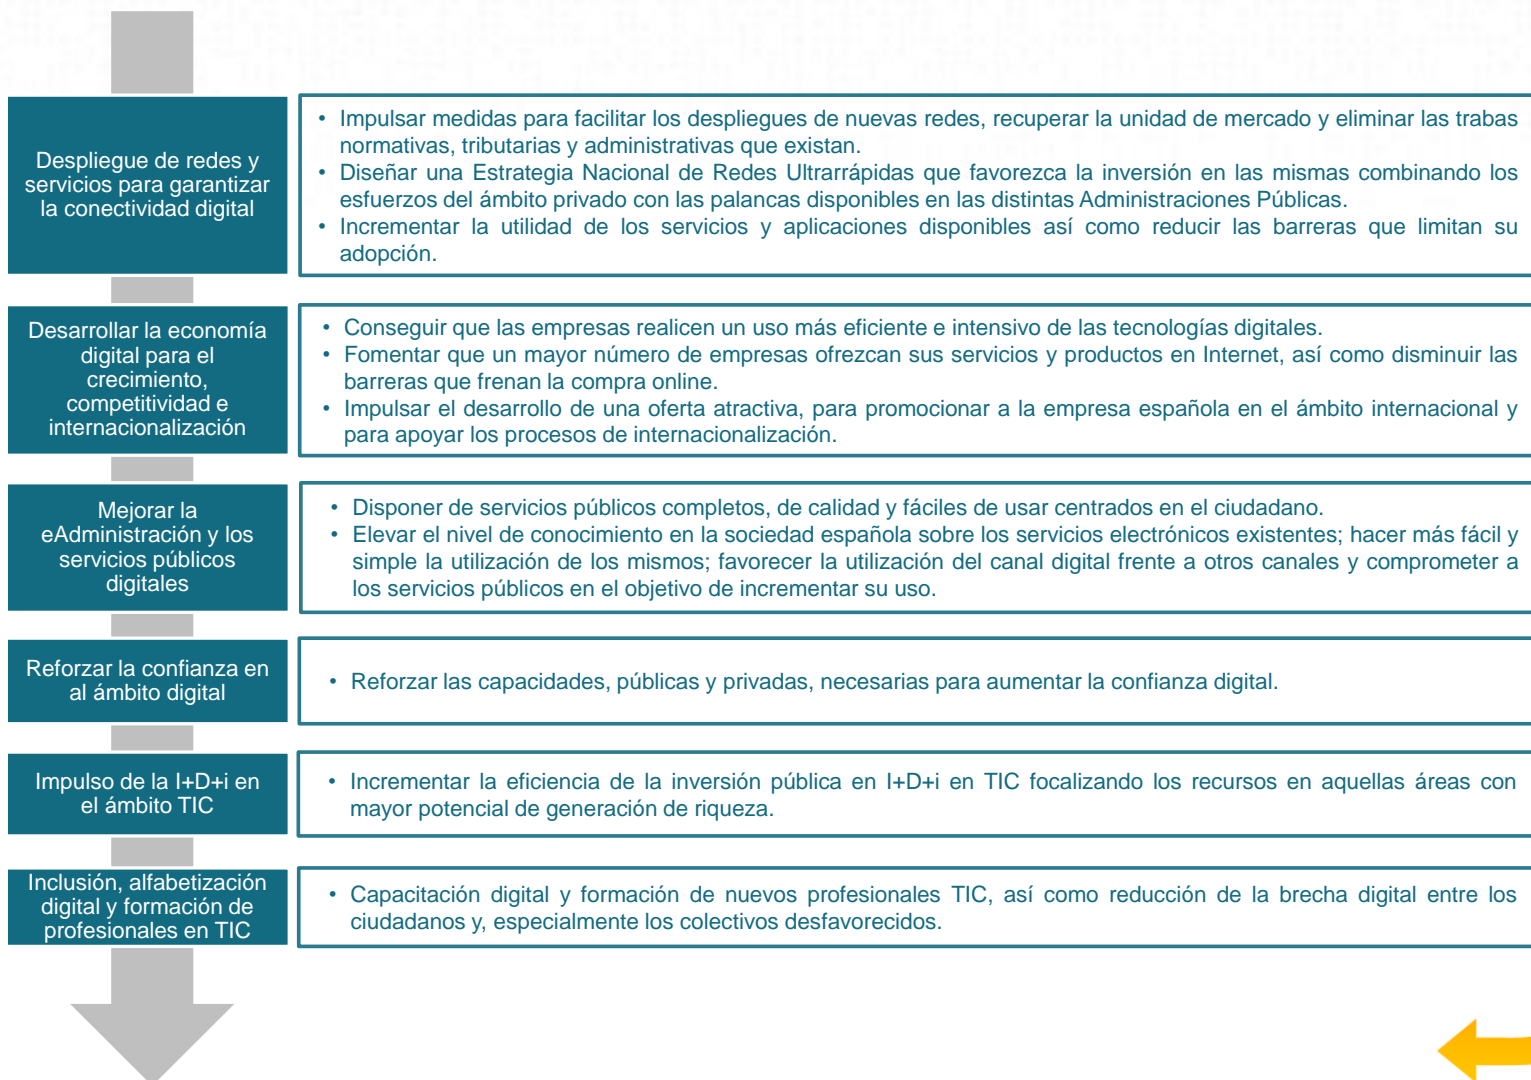 Despliegue de redes y
servicios para garantizar
la conectividad digital
• Impulsar medidas para facilitar los despliegues de nuevas redes, recuperar la unidad de mercado y eliminar las trabas
normativas, tributarias y administrativas que existan.
• Diseñar una Estrategia Nacional de Redes Ultrarrápidas que favorezca la inversión en las mismas combinando los
esfuerzos del ámbito privado con las palancas disponibles en las distintas Administraciones Públicas.
• Incrementar la utilidad de los servicios y aplicaciones disponibles así como reducir las barreras que limitan su
adopción.
Desarrollar la economía
digital para el
crecimiento,
competitividad e
internacionalización
• Conseguir que las empresas realicen un uso más eficiente e intensivo de las tecnologías digitales.
• Fomentar que un mayor número de empresas ofrezcan sus servicios y productos en Internet, así como disminuir las
barreras que frenan la compra online.
• Impulsar el desarrollo de una oferta atractiva, para promocionar a la empresa española en el ámbito internacional y
para apoyar los procesos de internacionalización.
Mejorar la
eAdministración y los
servicios públicos
digitales
• Disponer de servicios públicos completos, de calidad y fáciles de usar centrados en el ciudadano.
• Elevar el nivel de conocimiento en la sociedad española sobre los servicios electrónicos existentes; hacer más fácil y
simple la utilización de los mismos; favorecer la utilización del canal digital frente a otros canales y comprometer a
los servicios públicos en el objetivo de incrementar su uso.
Reforzar la confianza en
al ámbito digital
• Reforzar las capacidades, públicas y privadas, necesarias para aumentar la confianza digital.
Impulso de la I+D+i en
el ámbito TIC
• Incrementar la eficiencia de la inversión pública en I+D+i en TIC focalizando los recursos en aquellas áreas con
mayor potencial de generación de riqueza.
Inclusión, alfabetización
digital y formación de
profesionales en TIC
• Capacitación digital y formación de nuevos profesionales TIC, así como reducción de la brecha digital entre los
ciudadanos y, especialmente los colectivos desfavorecidos.